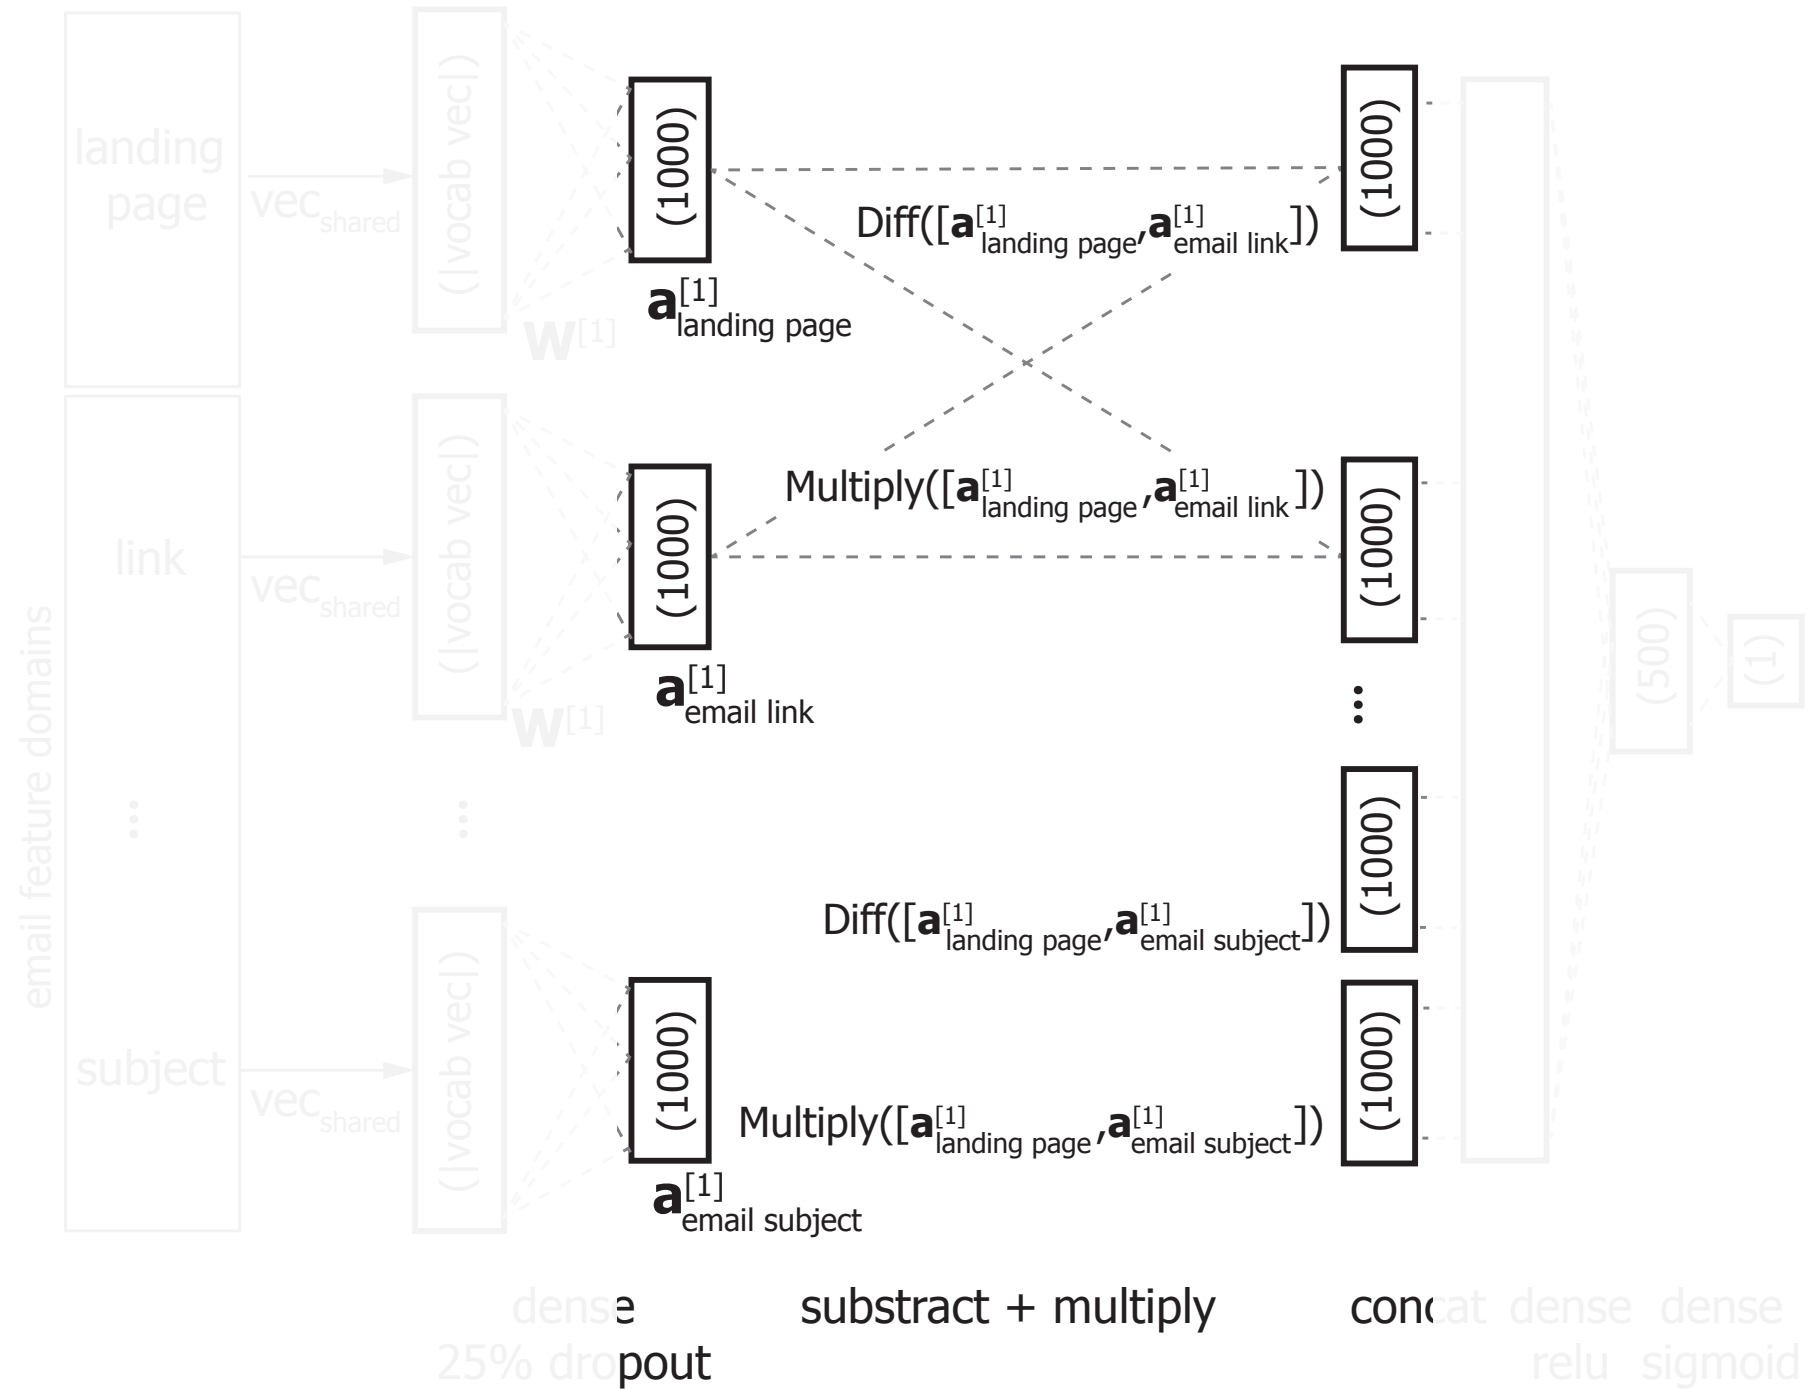 landing
page
vec shared
(|vocab vec|)
W[1]
(1000)
a[1] landing page
Diff([a[1] landing page,a[1] email link])
(1000)
email feature domains
link
vec shared
(|vocab vec|)
W[1]
(1000)
a[1] email link
Multiply([a[1] landing page,a[1] email link])
(1000)
...
...
...
(500)
(1)
Diff([a[1] landing page,a[1] email subject])
(1000)
subject
vec shared
(|vocab vec|)
(1000)
a[1] email subject
Multiply([a[1] landing page,a[1] email subject])
(1000)
dense substract + multiply concat dense dense
25% dropout relu sigmoid